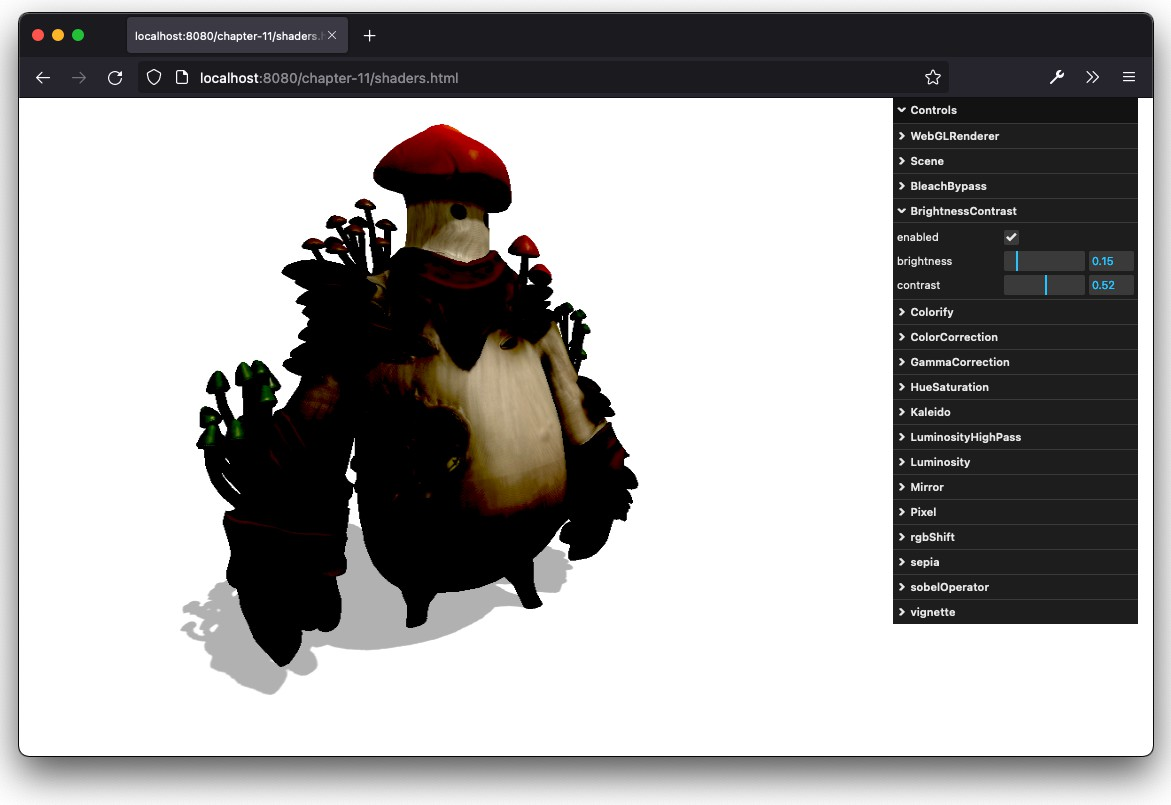 localhost:8080/chapter-11/shaders.
localhost:8080/chapter-11/shaders.html
Controls
WebGLRenderer
Scene
BleachBypass
BrightnessContrast
enabled
brightness 0.15
contrast 0.52
Colorify
ColorCorrection
GammaCorrection
HueSaturation
Kaleido
LuminosityHighPass
Luminosity
Mirror
Pixel
rgbShift
sepia
sobelOperator
vignette